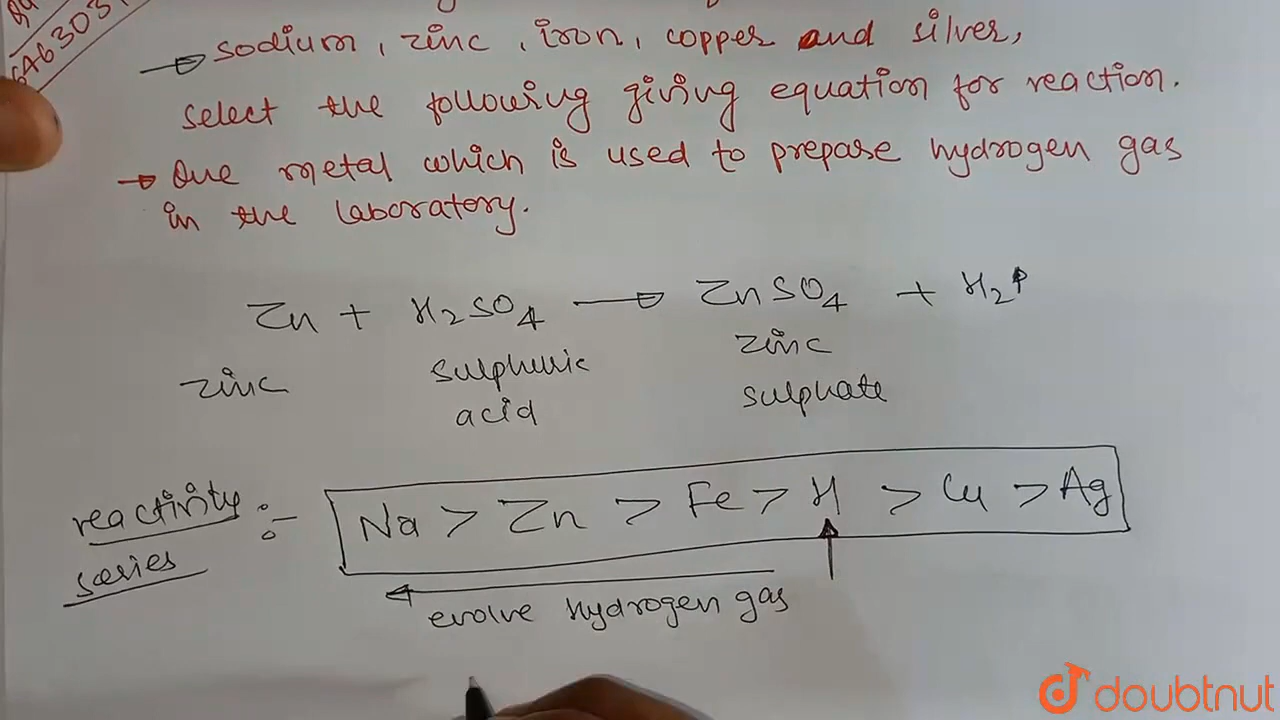 646303
→ sodium, zinc, iron, copper and silver,
select the following giving equation for reaction.
→ One metal which is used to prepare hydrogen gas
in the laboratory.
Zn + H₂SO₄ → ZnSO₄ + H₂↑
zinc sulphuric acid zinc sulphate
reactivity series :- Na > Zn > Fe > H > Cu > Ag
evolve hydrogen gas
doubtnut